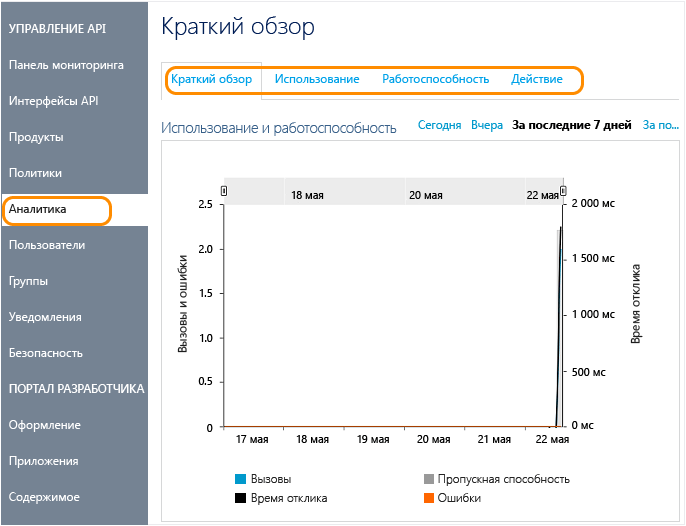 УПРАВЛЕНИЕ API
Панель мониторинга
Интерфейсы API
Продукты
Политики
Аналитика
Пользователи
Группы
Уведомления
Безопасность
ПОРТАЛ РАЗРАБОТЧИКА
Оформление
Приложения
Содержимое
Краткий обзор
Краткий обзор Использование Работоспособность Действие
Использование и работоспособность Сегодня Вчера За последние 7 дней За по...
18 мая 20 мая 22 мая
2.5 2 000 мс
2.0 1 500 мс
1.5 1 000 мс
1.0 500 мс
0.5 0 мс
0
Вызовы и ошибки
Время отклика
17 мая 18 мая 19 мая 20 мая 21 мая 22 мая
Вызовы Пропускная способность
Время отклика Ошибки